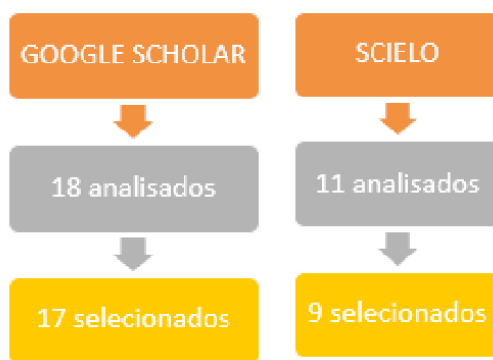 GOOGLE SCHOLAR
18 analisados
17 selecionados
SCIELO
11 analisados
9 selecionados